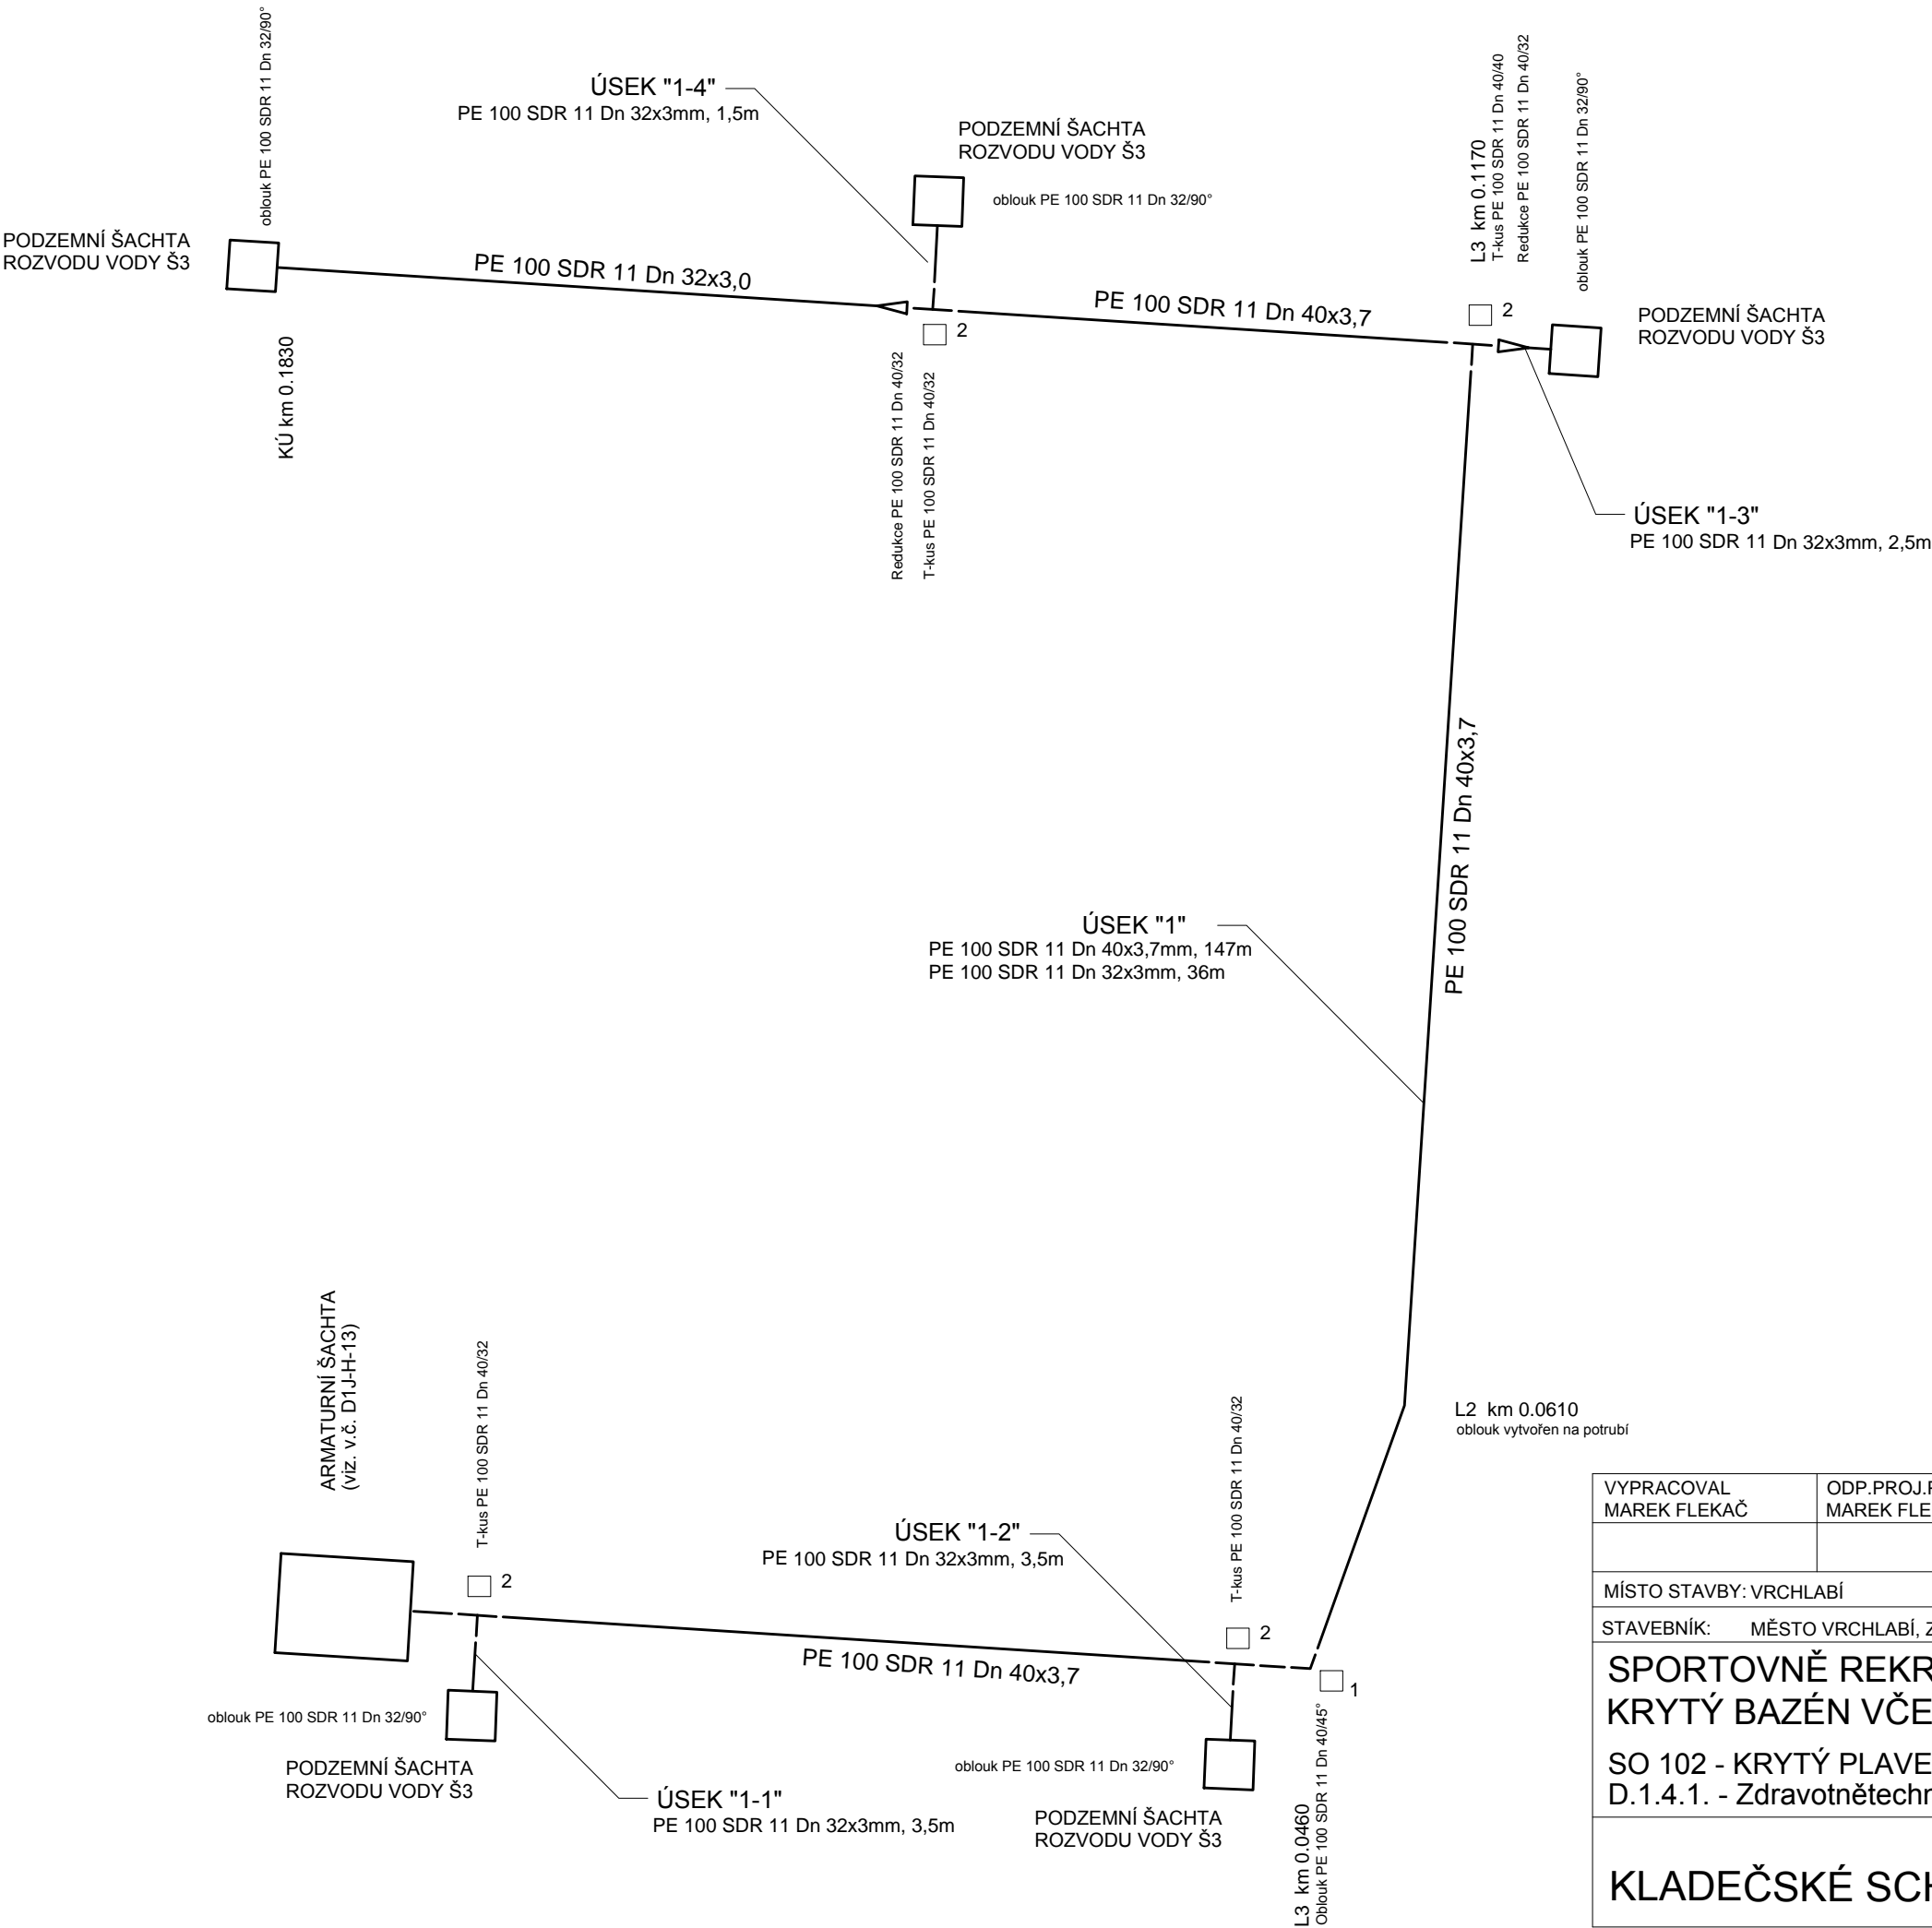 oblouk PE 100 SDR 11 Dn 32/90°
ÚSEK "1-4"
PE 100 SDR 11 Dn 32x3mm, 1,5m
PODZEMNÍ ŠACHTA
ROZVODU VODY Š3
oblouk PE 100 SDR 11 Dn 32/90°
L3 km 0.1170
T-kus PE 100 SDR 11 Dn 40/40
Redukce PE 100 SDR 11 Dn 40/32
oblouk PE 100 SDR 11 Dn 32/90°
PODZEMNÍ ŠACHTA
ROZVODU VODY Š3
PE 100 SDR 11 Dn 32x3,0
PE 100 SDR 11 Dn 40x3,7
2
2
PODZEMNÍ ŠACHTA
ROZVODU VODY Š3
KÚ km 0.1830
Redukce PE 100 SDR 11 Dn 40/32
T-kus PE 100 SDR 11 Dn 40/32
ÚSEK "1-3"
PE 100 SDR 11 Dn 32x3mm, 2,5m
PE 100 SDR 11 Dn 40x3,7
ÚSEK "1"
PE 100 SDR 11 Dn 40x3,7mm, 147m
PE 100 SDR 11 Dn 32x3mm, 36m
ARMATURNÍ ŠACHTA
(viz. v.č. D1J-H-13)
T-kus PE 100 SDR 11 Dn 40/32
T-kus PE 100 SDR 11 Dn 40/32
L2 km 0.0610
oblouk vytvořen na potrubí
ÚSEK "1-2"
PE 100 SDR 11 Dn 32x3mm, 3,5m
2
2
PE 100 SDR 11 Dn 40x3,7
1
oblouk PE 100 SDR 11 Dn 32/90°
PODZEMNÍ ŠACHTA
ROZVODU VODY Š3
ÚSEK "1-1"
PE 100 SDR 11 Dn 32x3mm, 3,5m
oblouk PE 100 SDR 11 Dn 32/90°
PODZEMNÍ ŠACHTA
ROZVODU VODY Š3
L3 km 0.0460
Oblouk PE 100 SDR 11 Dn 40/45°
VYPRACOVAL
MAREK FLEKAČ
ODP.PROJ.
MAREK FLE
MÍSTO STAVBY: VRCHLABÍ
STAVEBNÍK: MĚSTO VRCHLABÍ,
SPORTOVNĚ REKR
KRYTÝ BAZÉN VČE
SO 102 - KRYTÝ PLAVE
D.1.4.1. - Zdravotnětechn
KLADEČSKÉ SCH